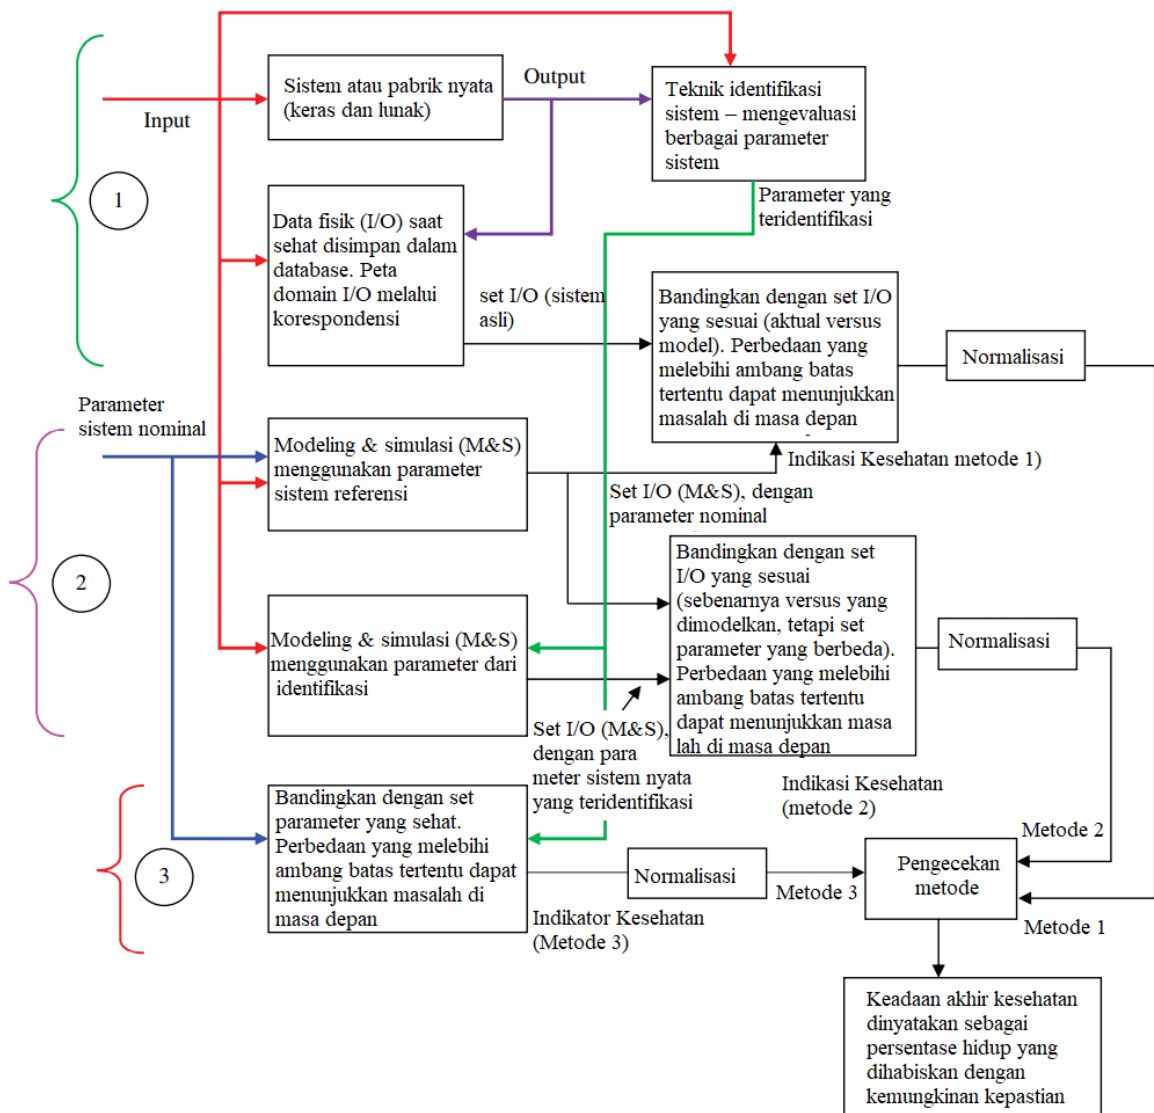 Input
Sistem atau pabrik nyata
(keras dan lunak)
Output
Teknik identifikasi
sistem – mengevaluasi
berbagai parameter
sistem
1
Data fisik (I/O) saat
sehat disimpan dalam
database. Peta
domain I/O melalui
korespondensi
Parameter yang
teridentifikasi
set I/O (sistem
asli)
Bandingkan dengan set I/O
yang sesuai (aktual versus
model). Perbedaan yang
melebihi ambang batas
tertentu dapat menunjukkan
masalah di masa depan
Normalisasi
Parameter
sistem nominal
Modeling & simulasi (M&S)
menggunakan parameter
sistem referensi
Indikasi Kesehatan metode 1)
Set I/O (M&S), dengan
parameter nominal
2
Modeling & simulasi (M&S)
menggunakan parameter dari
identifikasi
Bandingkan dengan set
I/O yang sesuai
(sebenarnya versus yang
dimodelkan, tetapi set
parameter yang berbeda).
Perbedaan yang melebihi
ambang batas tertentu
dapat menunjukkan masa
lah di masa depan
Normalisasi
Set I/O (M&S),
dengan para
meter sistem nyata
yang teridentifikasi
Indikasi Kesehatan
(metode 2)
3
Bandingkan dengan set
parameter yang sehat.
Perbedaan yang melebihi
ambang batas tertentu dapat
menunjukkan masalah di
masa depan
Normalisasi
Indikator Kesehatan
(Metode 3)
Metode 3
Metode 2
Pengecekan
metode
Metode 1
Keadaan akhir kesehatan
dinyatakan sebagai
persentase hidup yang
dihabiskan dengan
kemungkinan kepastian